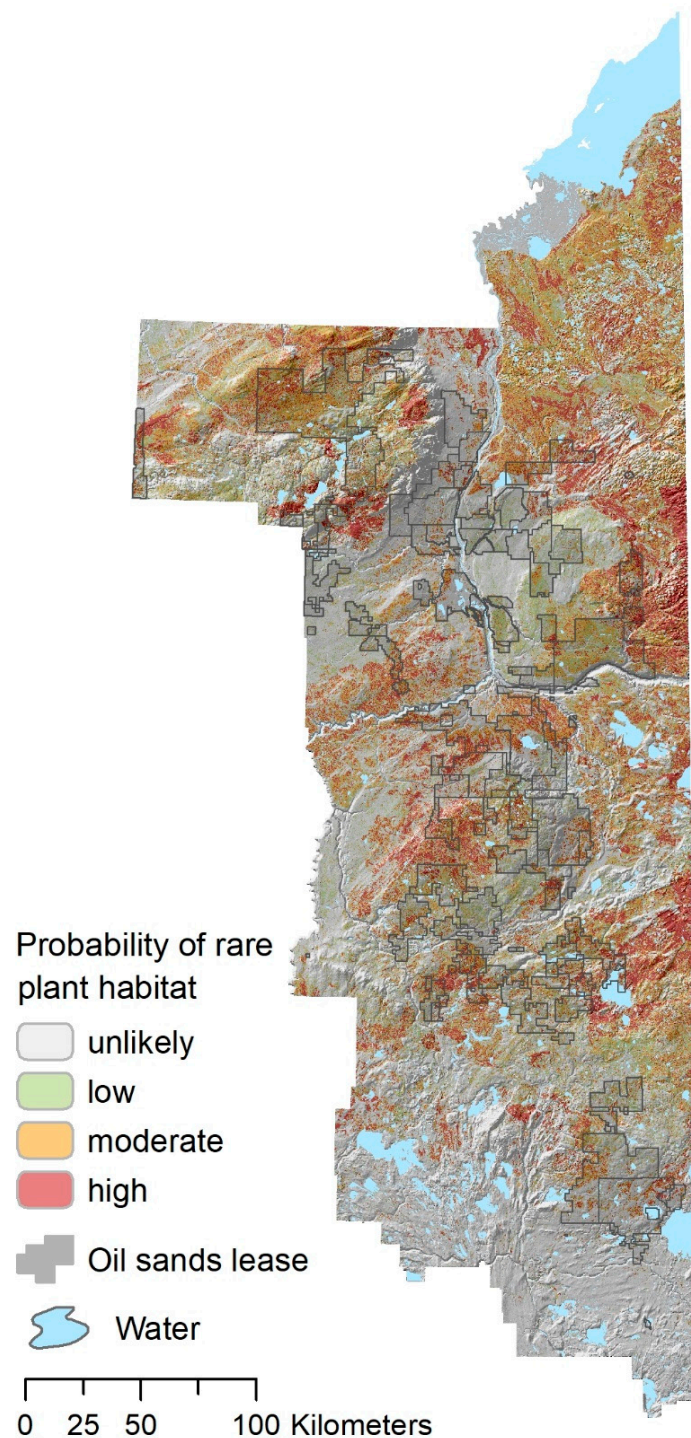 Probability of rare
plant habitat
unlikely
low
moderate
high
Oil sands lease
Water
0 25 50 100 Kilometers